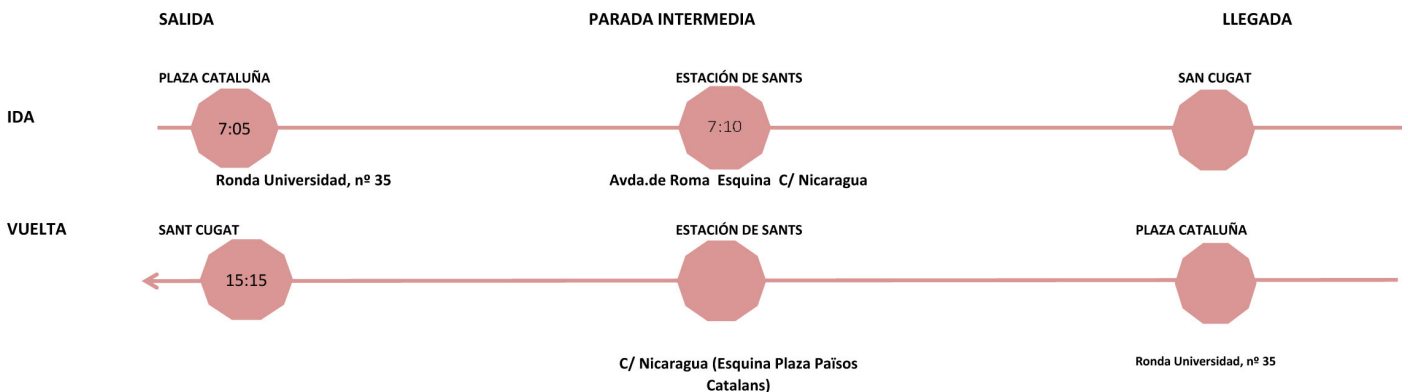 SALIDA PARADA INTERMEDIA LLEGADA
PLAZA CATALUÑA ESTACIÓN DE SANTS SAN CUGAT
IDA
7:05 7:10
Ronda Universidad, nº 35 Avda.de Roma Esquina C/ Nicaragua
VUELTA SANT CUGAT ESTACIÓN DE SANTS PLAZA CATALUÑA
15:15
C/ Nicaragua (Esquina Plaza Països Ronda Universidad, nº 35
Catalans)